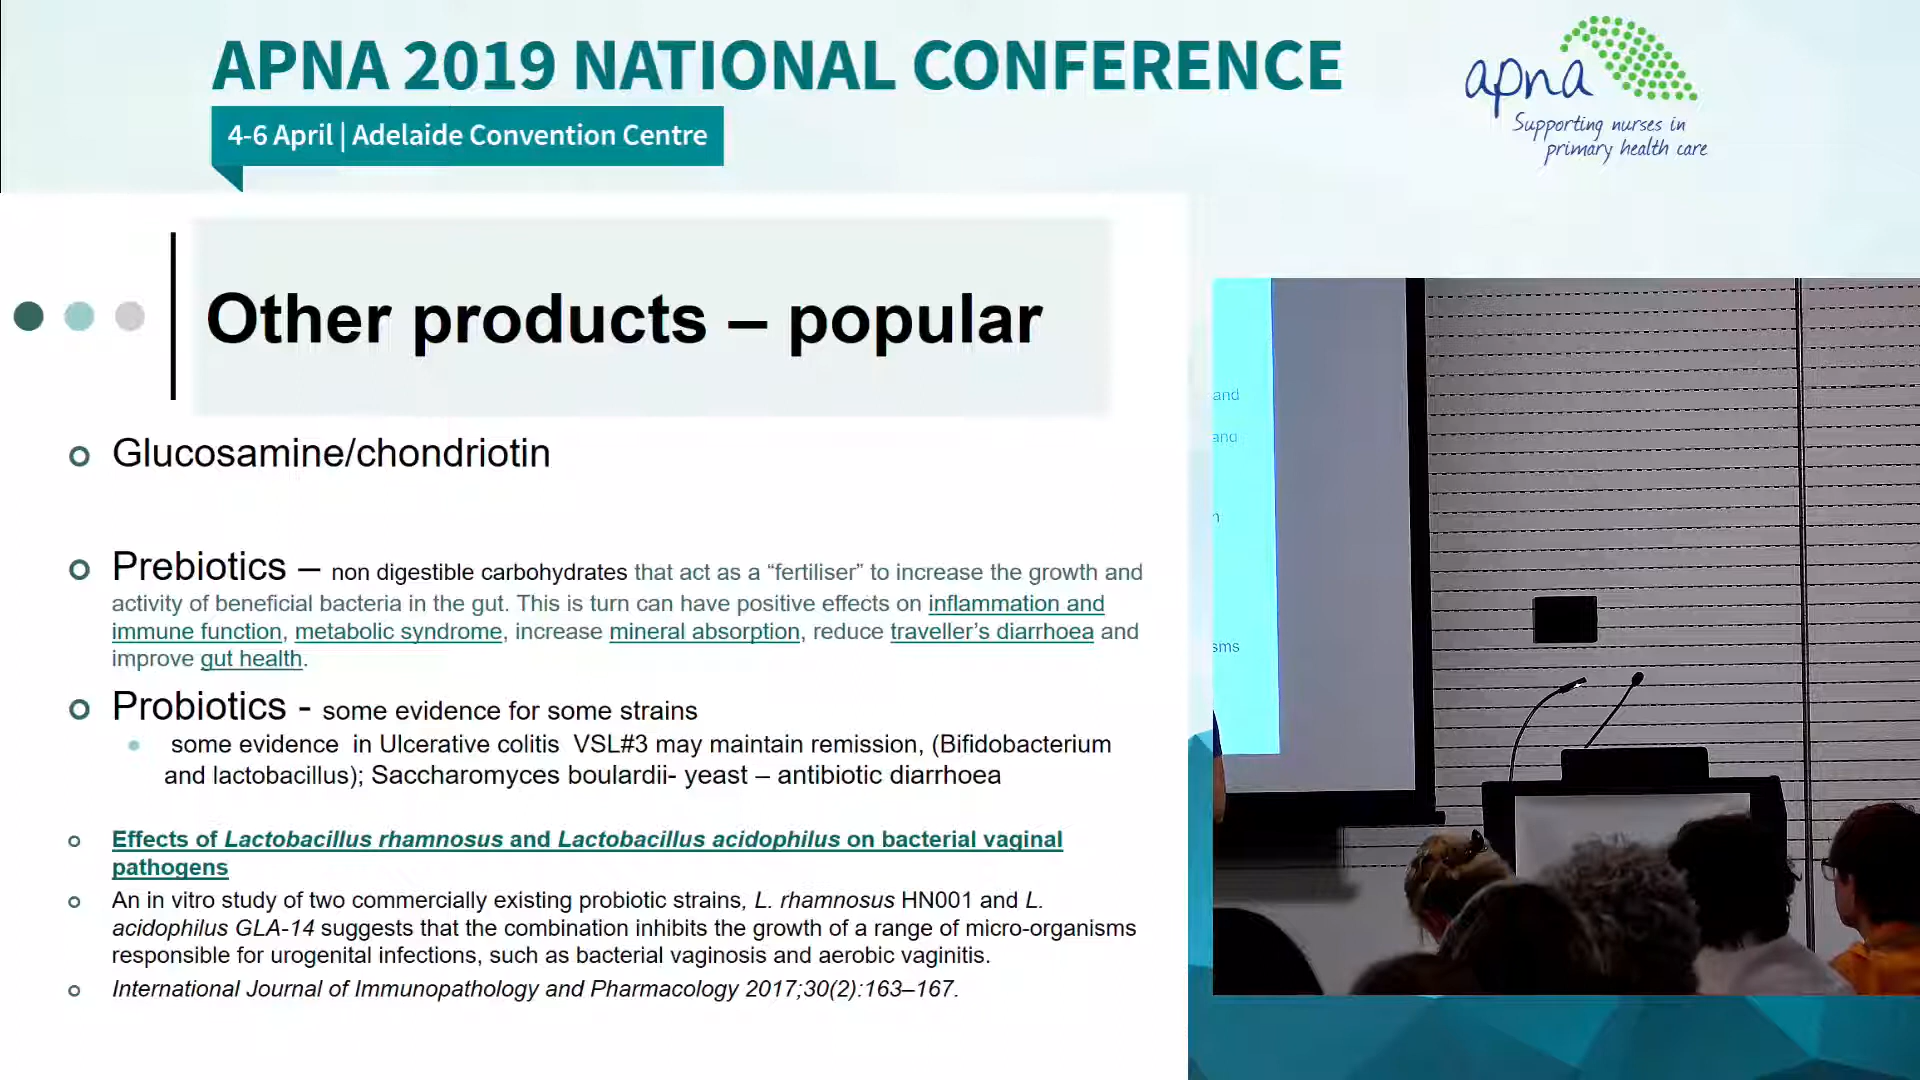 APNA 2019 NATIONAL CONFERENCE
4-6 April | Adelaide Convention Centre
apna
Supporting nurses in
primary health care
Other products – popular
Glucosamine/chondriotin
Prebiotics – non digestible carbohydrates that act as a “fertiliser” to increase the growth and
activity of beneficial bacteria in the gut. This is turn can have positive effects on inflammation and
immune function, metabolic syndrome, increase mineral absorption, reduce traveller’s diarrhoea and
improve gut health.
Probiotics - some evidence for some strains
some evidence in Ulcerative colitis VSL#3 may maintain remission, (Bifidobacterium
and lactobacillus); Saccharomyces boulardii- yeast – antibiotic diarrhoea
Effects of Lactobacillus rhamnosus and Lactobacillus acidophilus on bacterial vaginal
pathogens
An in vitro study of two commercially existing probiotic strains, L. rhamnosus HN001 and L.
acidophilus GLA-14 suggests that the combination inhibits the growth of a range of micro-organisms
responsible for urogenital infections, such as bacterial vaginosis and aerobic vaginitis.
International Journal of Immunopathology and Pharmacology 2017;30(2):163–167.
and
and
sms